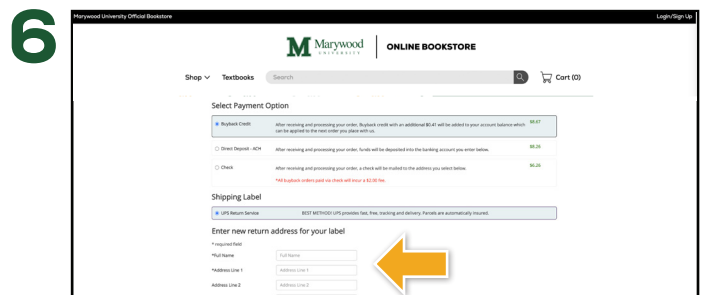 6
Marywood University Official Bookstore
Login/Sign Up
M Marywood UNIVERSITY ONLINE BOOKSTORE
Shop Textbooks Search Cart (0)
Select Payment Option
Buyback Credit After receiving and processing your order, Buyback credit with an additional $0.41 will be added to your account balance which $8.67
can be applied to the next order you place with us.
Direct Deposit - ACH After receiving and processing your order, funds will be deposited into the banking account you enter below. $8.26
Check After receiving and processing your order, a check will be mailed to the address you select below. $6.26
*All buyback orders paid via check will incur a $2.00 fee.
Shipping Label
UPS Return Service BEST METHOD! UPS provides fast, free, tracking and delivery. Parcels are automatically insured.
Enter new return address for your label
* required field
*Full Name Full Name
*Address Line 1 Address Line 1
Address Line 2 Address Line 2